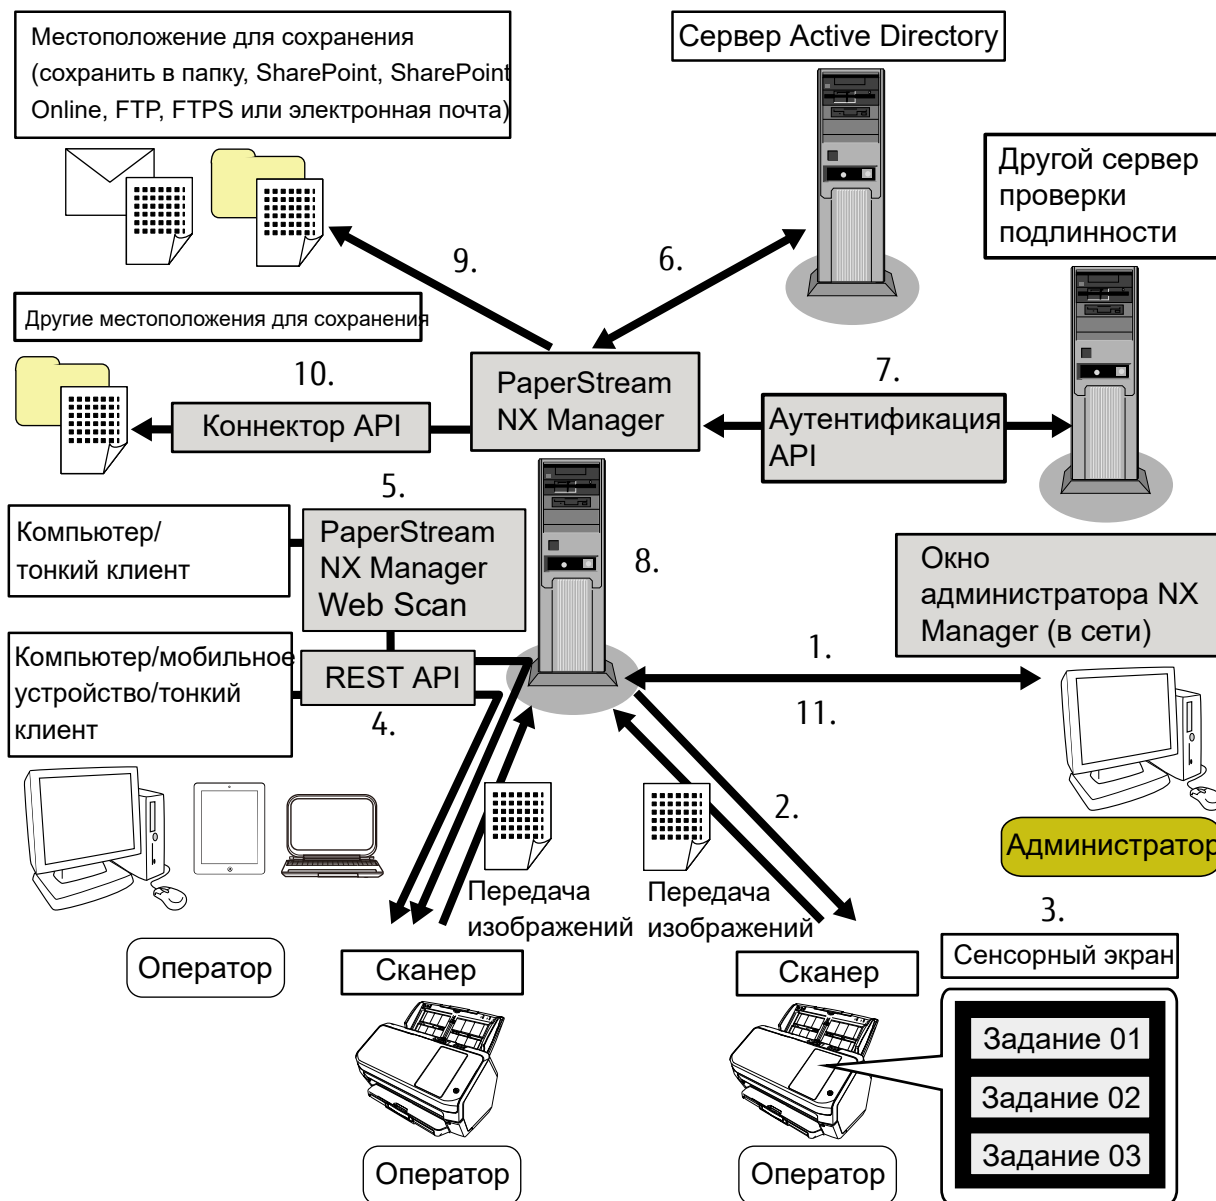 Местоположение для сохранения
(сохранить в папку, SharePoint, SharePoint
Online, FTP, FTPS или электронная почта)
Сервер Active Directory
Другой сервер
проверки
подлинности
9.
6.
Другие местоположения для сохранения
10.
Коннектор API
PaperStream
NX Manager
7.
Аутентификация
API
5.
Компьютер/
тонкий клиент
PaperStream
NX Manager
Web Scan
8.
Окно
администратора NX
Manager (в сети)
Компьютер/мобильное
устройство/тонкий
клиент
REST API
4.
1.
11.
2.
Администратор
Передача
изображений
Передача
изображений
3.
Оператор
Сканер
Сканер
Сенсорный экран
Задание 01
Задание 02
Задание 03
Оператор
Оператор